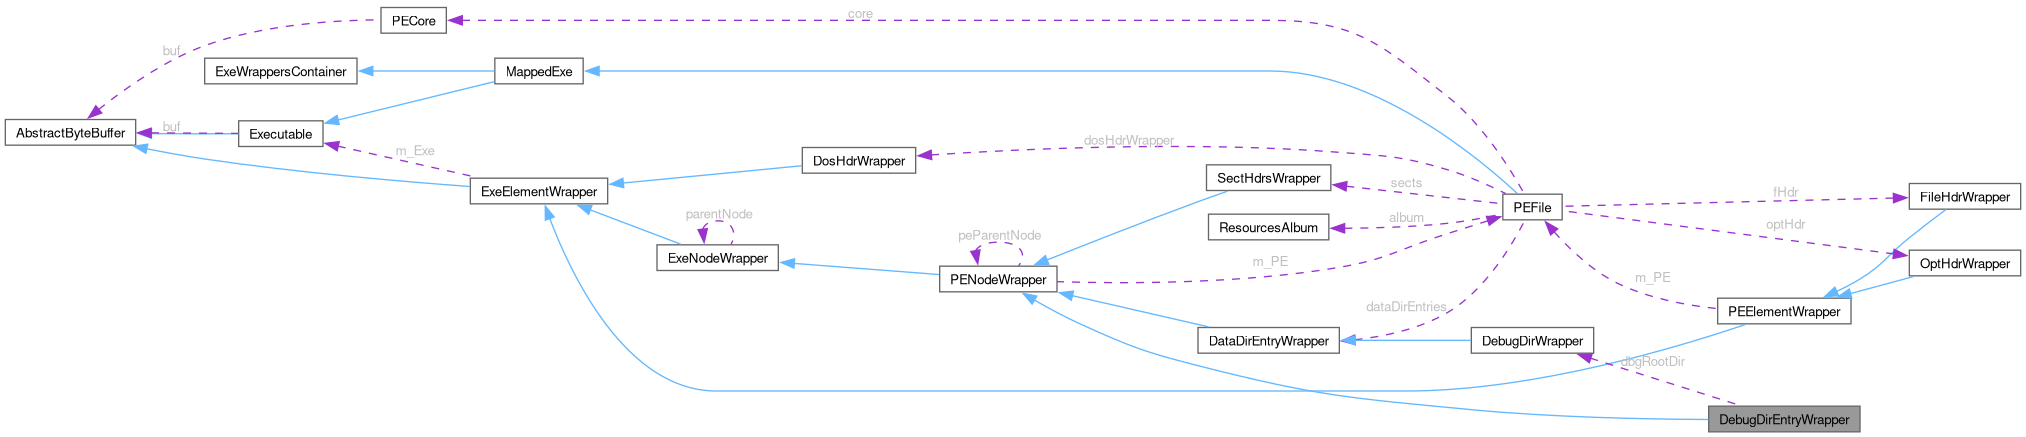 PECore
core
buf
ExeWrappersContainer
MappedExe
AbstractByteBuffer
buf
Executable
m_Exe
dosHdrWrapper
DosHdrWrapper
ExeElementWrapper
SectHdrsWrapper
sects
PEFile
fHdr
FileHdrWrapper
parentNode
ResourcesAlbum
album
optHdr
peParentNode
ExeNodeWrapper
m_PE
OptHdrWrapper
PENodeWrapper
m_PE
dataDirEntries
PEElementWrapper
DataDirEntryWrapper
DebugDirWrapper
dbgRootDir
DebugDirEntryWrapper